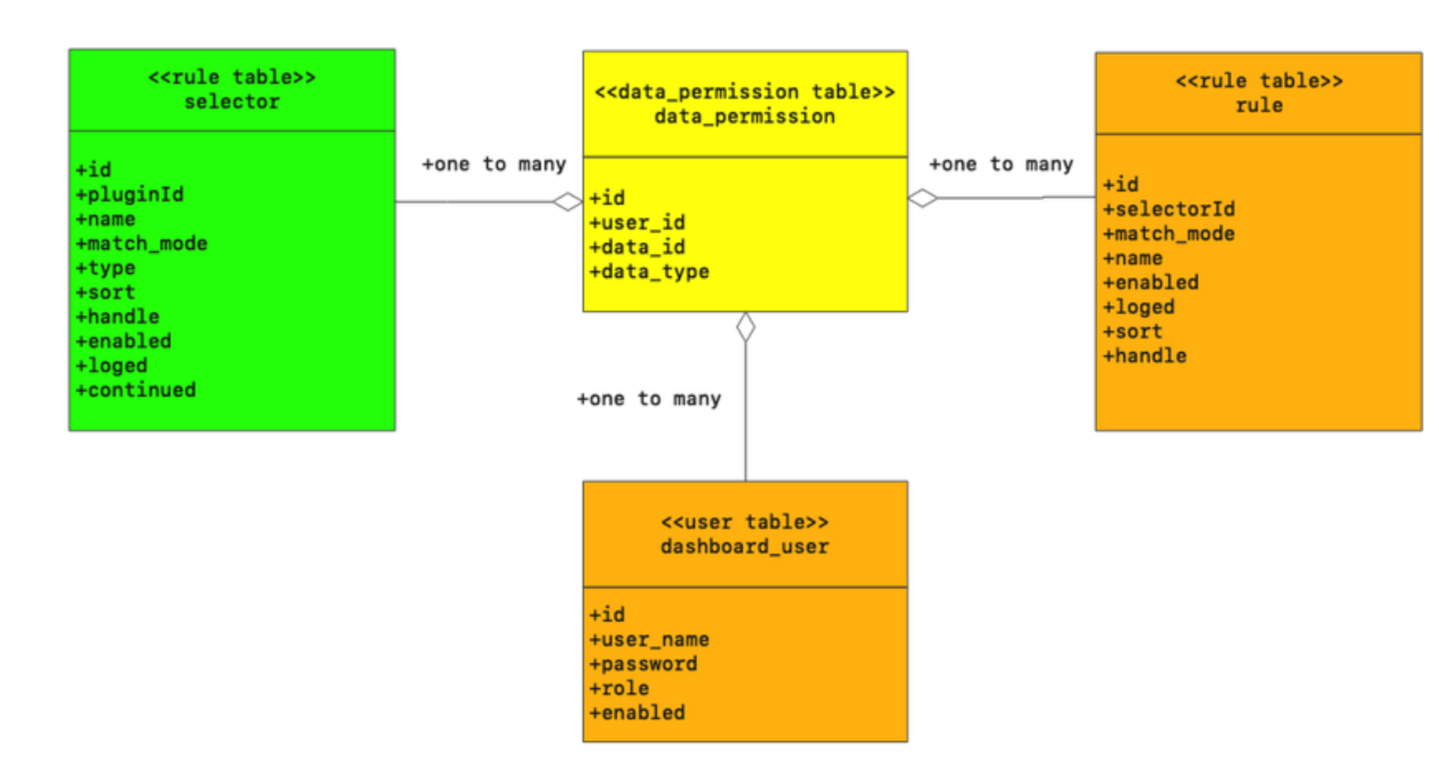 <<rule table>>
selector
+id
+pluginId
+name
+match_mode
+type
+sort
+handle
+enabled
+loged
+continued
+one to many
<<data_permission table>>
data_permission
+id
+user_id
+data_id
+data_type
+one to many
<<rule table>>
rule
+id
+selectorId
+match_mode
+name
+enabled
+loged
+sort
+handle
+one to many
<<user table>>
dashboard_user
+id
+user_name
+password
+role
+enabled